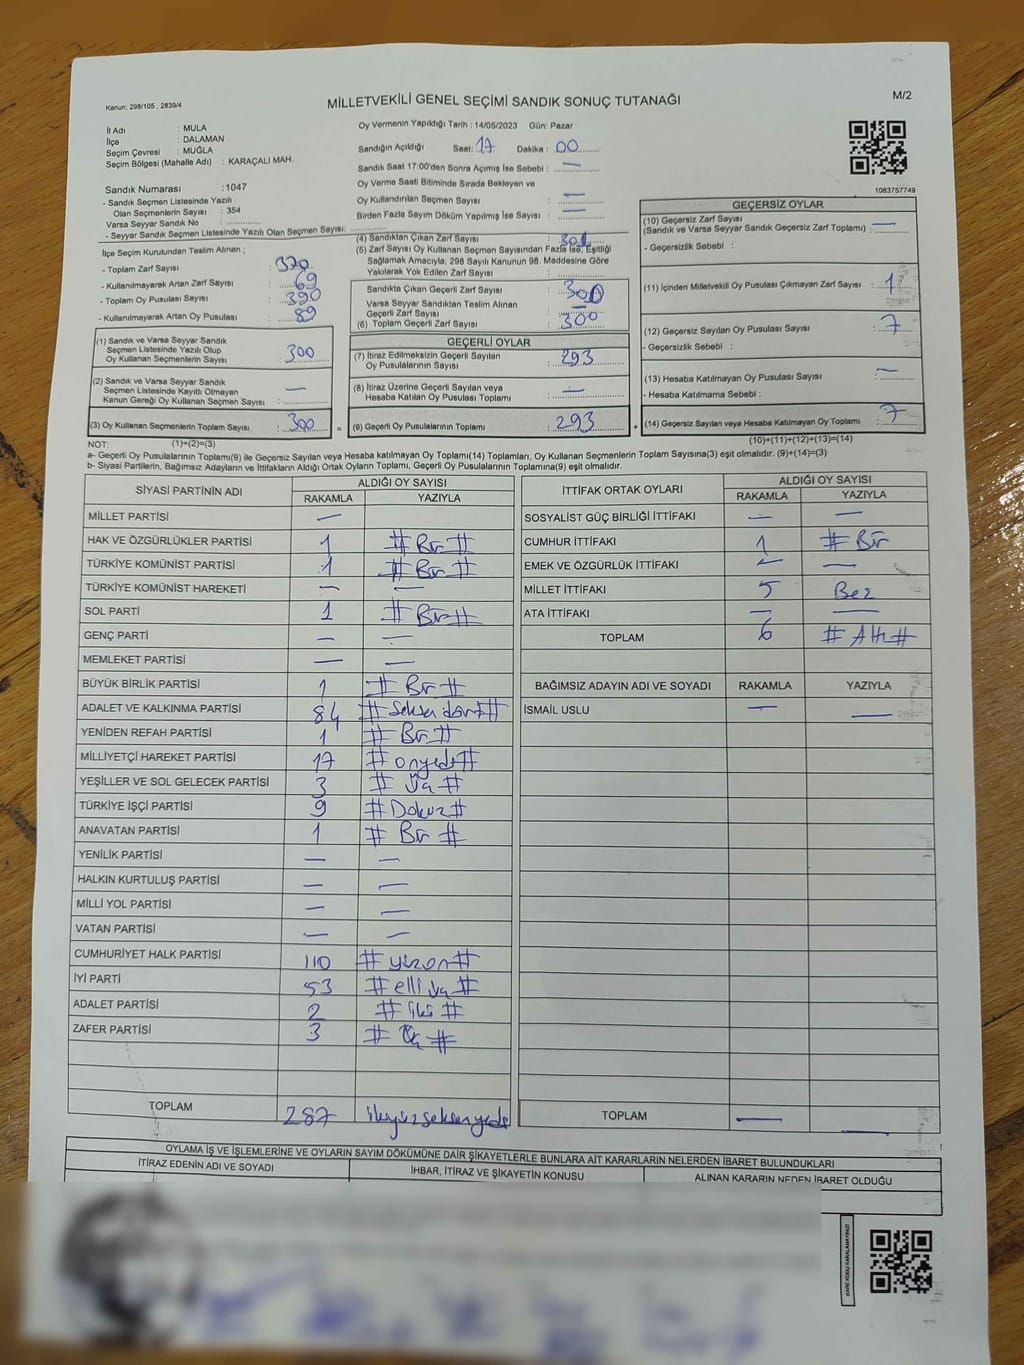 Kanun: 298/105 , 2839/4
MİLLETVEKİLİ GENEL SEÇİMİ SANDIK SONUÇ TUTANAĞI
M/2
İl Adı : MULA
İlçe : DALAMAN
Seçim Çevresi : MUĞLA
Seçim Bölgesi (Mahalle Adı) : KARAÇALI MAH.
Sandık Numarası : 1047
- Sandık Seçmen Listesinde Yazılı
Olan Seçmenlerin Sayısı : 354
Varsa Seyyar Sandık No :
- Seyyar Sandık Seçmen Listesinde Yazılı Olan Seçmen Sayısı:
Oy Vermenin Yapıldığı Tarih : 14/05/2023 Gün: Pazar
Sandığın Açıldığı Saat: 17 Dakika : 00
Sandık Saat 17:00'den Sonra Açımış İse Sebebi : —
Oy Verme Saati Bitiminde Sırada Bekleyen ve
Oy Kullandırılan Seçmen Sayısı : —
Birden Fazla Sayım Döküm Yapılmış İse Sayısı : —
1083757749
İlçe Seçim Kurulundan Teslim Alınan ;
- Toplam Zarf Sayısı : 370
- Kullanılmayarak Artan Zarf Sayısı : 69
- Toplam Oy Pusulası Sayısı : 390
- Kullanılmayarak Artan Oy Pusulası : 89
(4) Sandıktan Çıkan Zarf Sayısı : 301
(5) Zarf Sayısı Oy Kullanan Seçmen Sayısından Fazla İse, Eşitliği
Sağlamak Amacıyla; 298 Sayılı Kanunun 98. Maddesine Göre
Yakılarak Yok Edilen Zarf Sayısı :
Sandıkta Çıkan Geçerli Zarf Sayısı : 300
Varsa Seyyar Sandıktan Teslim Alınan
Geçerli Zarf Sayısı : —
(6) Toplam Geçerli Zarf Sayısı : 300
GEÇERSİZ OYLAR
(10) Geçersiz Zarf Sayısı
(Sandık ve Varsa Seyyar Sandık Geçersiz Zarf Toplamı) : —
- Geçersizlik Sebebi :
(11) İçinden Milletvekili Oy Pusulası Çıkmayan Zarf Sayısı : 1
(12) Geçersiz Sayılan Oy Pusulası Sayısı : 7
- Geçersizlik Sebebi :
(13) Hesaba Katılmayan Oy Pusulası Sayısı : —
- Hesaba Katılmama Sebebi :
(14) Geçersiz Sayılan veya Hesaba Katılmayan Oy Toplamı : 7
(10)+(11)+(12)+(13)=(14)
(1) Sandık ve Varsa Seyyar Sandık
Seçmen Listesinde Yazılı Olup
Oy Kullanan Seçmenlerin Sayısı : 300
(2) Sandık ve Varsa Seyyar Sandık
Seçmen Listesinde Kayıtlı Olmayan
Kanun Gereği Oy Kullanan Seçmen Sayısı : —
(3) Oy Kullanan Seçmenlerin Toplam Sayısı : 300
GEÇERLİ OYLAR
(7) İtiraz Edilmeksizin Geçerli Sayılan
Oy Pusulalarının Sayısı : 293
(8) İtiraz Üzerine Geçerli Sayılan veya
Hesaba Katılan Oy Pusulası Toplamı : —
= (9) Geçerli Oy Pusulalarının Toplamı : 293 +
NOT: (1)+(2)=(3)
a- Geçerli Oy Pusulalarının Toplamı(9) ile Geçersiz Sayılan veya Hesaba katılmayan Oy Toplamı(14) Toplamları, Oy Kullanan Seçmenlerin Toplam Sayısına(3) eşit olmalıdır. (9)+(14)=(3)
b- Siyasi Partilerin, Bağımsız Adayların ve İttifakların Aldığı Ortak Oyların Toplamı, Geçerli Oy Pusulalarının Toplamına(9) eşit olmalıdır.
SİYASİ PARTİNİN ADI ALDIĞI OY SAYISI
RAKAMLA YAZIYLA
MİLLET PARTİSİ —
HAK VE ÖZGÜRLÜKLER PARTİSİ 1 # Bir #
TÜRKİYE KOMÜNİST PARTİSİ 1 # Bir #
TÜRKİYE KOMÜNİST HAREKETİ — —
SOL PARTİ 1 # Bir #
GENÇ PARTİ — —
MEMLEKET PARTİSİ — —
BÜYÜK BİRLİK PARTİSİ 1 # Bir #
ADALET VE KALKINMA PARTİSİ 84 # Seksendört #
YENİDEN REFAH PARTİSİ 1 # Bir #
MİLLİYETÇİ HAREKET PARTİSİ 17 # onyedi #
YEŞİLLER VE SOL GELECEK PARTİSİ 3 # Üç #
TÜRKİYE İŞÇİ PARTİSİ 9 # Dokuz #
ANAVATAN PARTİSİ 1 # Bir #
YENİLİK PARTİSİ — —
HALKIN KURTULUŞ PARTİSİ — —
MİLLİ YOL PARTİSİ — —
VATAN PARTİSİ — —
CUMHURİYET HALK PARTİSİ 110 # yüzon #
İYİ PARTİ 53 # elli üç #
ADALET PARTİSİ 2 # iki #
ZAFER PARTİSİ 3 # Üç #
TOPLAM 287 ikiyüzseksenyedi
İTTİFAK ORTAK OYLARI ALDIĞI OY SAYISI
RAKAMLA YAZIYLA
SOSYALİST GÜÇ BİRLİĞİ İTTİFAKI — —
CUMHUR İTTİFAKI 1 # Bir
EMEK VE ÖZGÜRLÜK İTTİFAKI — —
MİLLET İTTİFAKI 5 Beş
ATA İTTİFAKI — —
TOPLAM 6 # Altı #
BAĞIMSIZ ADAYIN ADI VE SOYADI RAKAMLA YAZIYLA
İSMAİL USLU — —
TOPLAM — —
OYLAMA İŞ VE İŞLEMLERİNE VE OYLARIN SAYIM DÖKÜMÜNE DAİR ŞİKAYETLERLE BUNLARA AİT KARARLARIN NELERDEN İBARET BULUNDUKLARI
İTİRAZ EDENİN ADI VE SOYADI İHBAR, İTİRAZ VE ŞİKAYETİN KONUSU ALINAN KARARIN NEDEN İBARET OLDUĞU